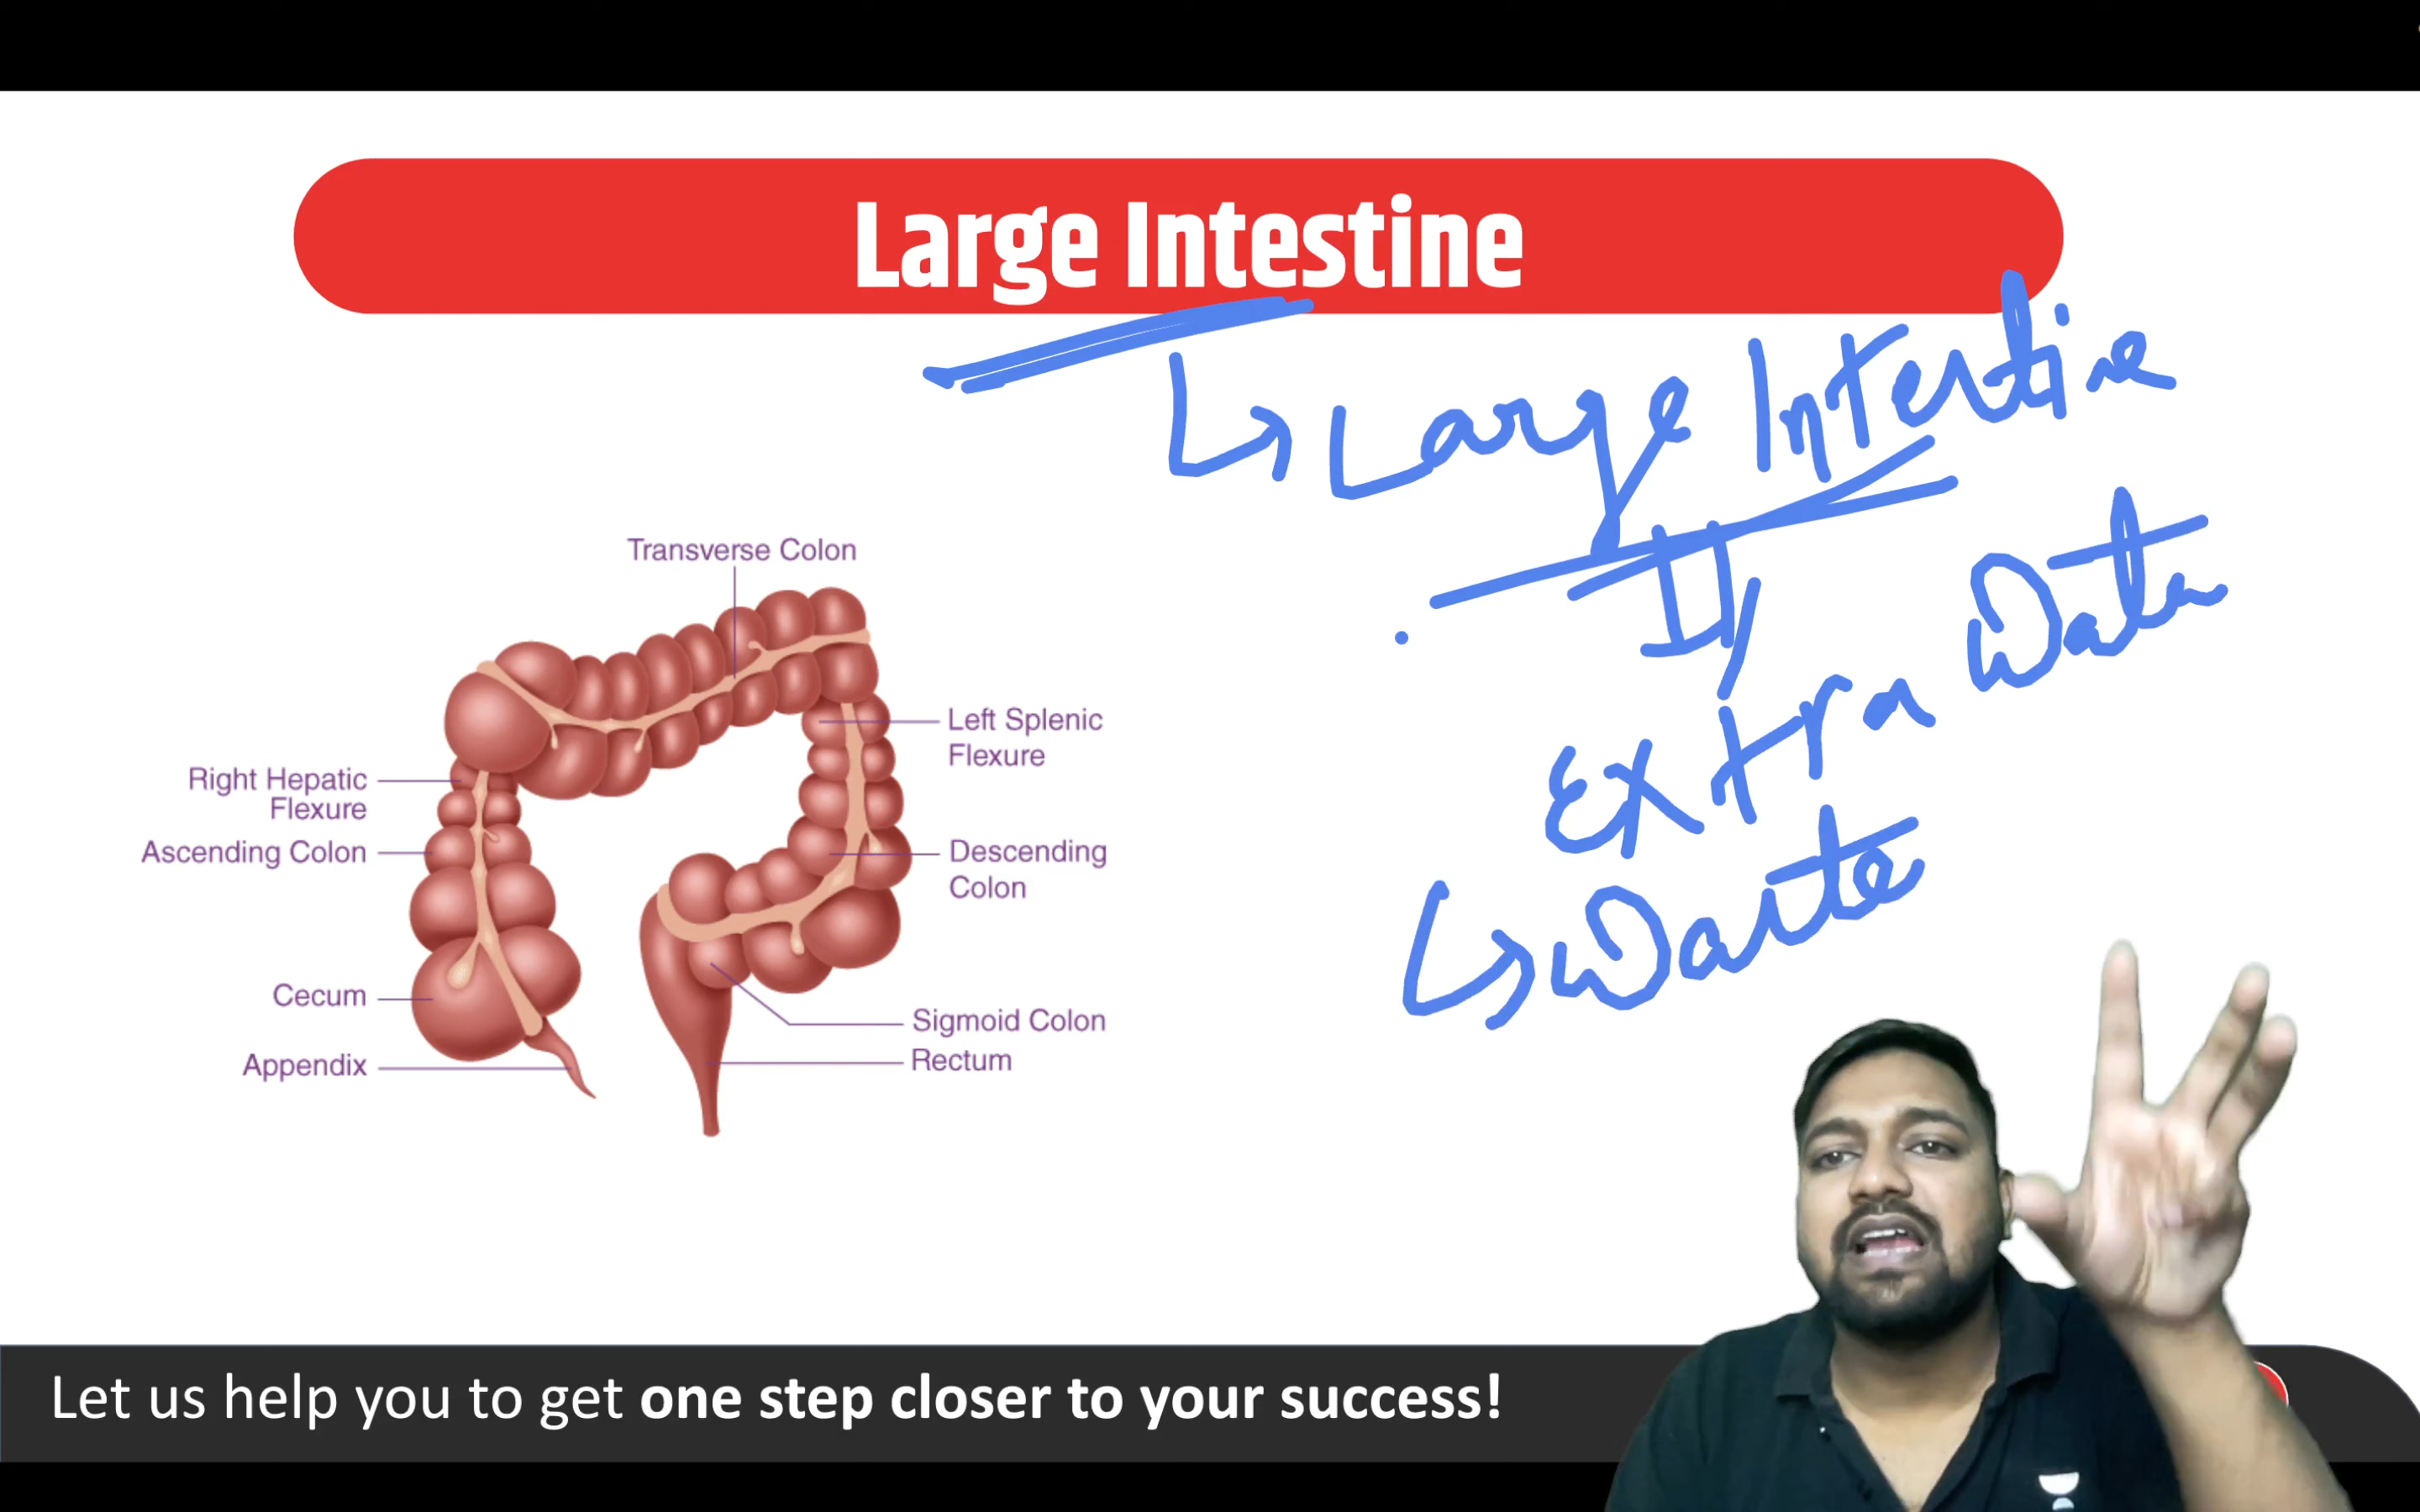 Large Intestine
Large Intestine
Extra Water
Waste
Transverse Colon
Left Splenic
Flexure
Right Hepatic
Flexure
Ascending Colon
Descending
Colon
Cecum
Appendix
Sigmoid Colon
Rectum
Let us help you to get one step closer to your success!